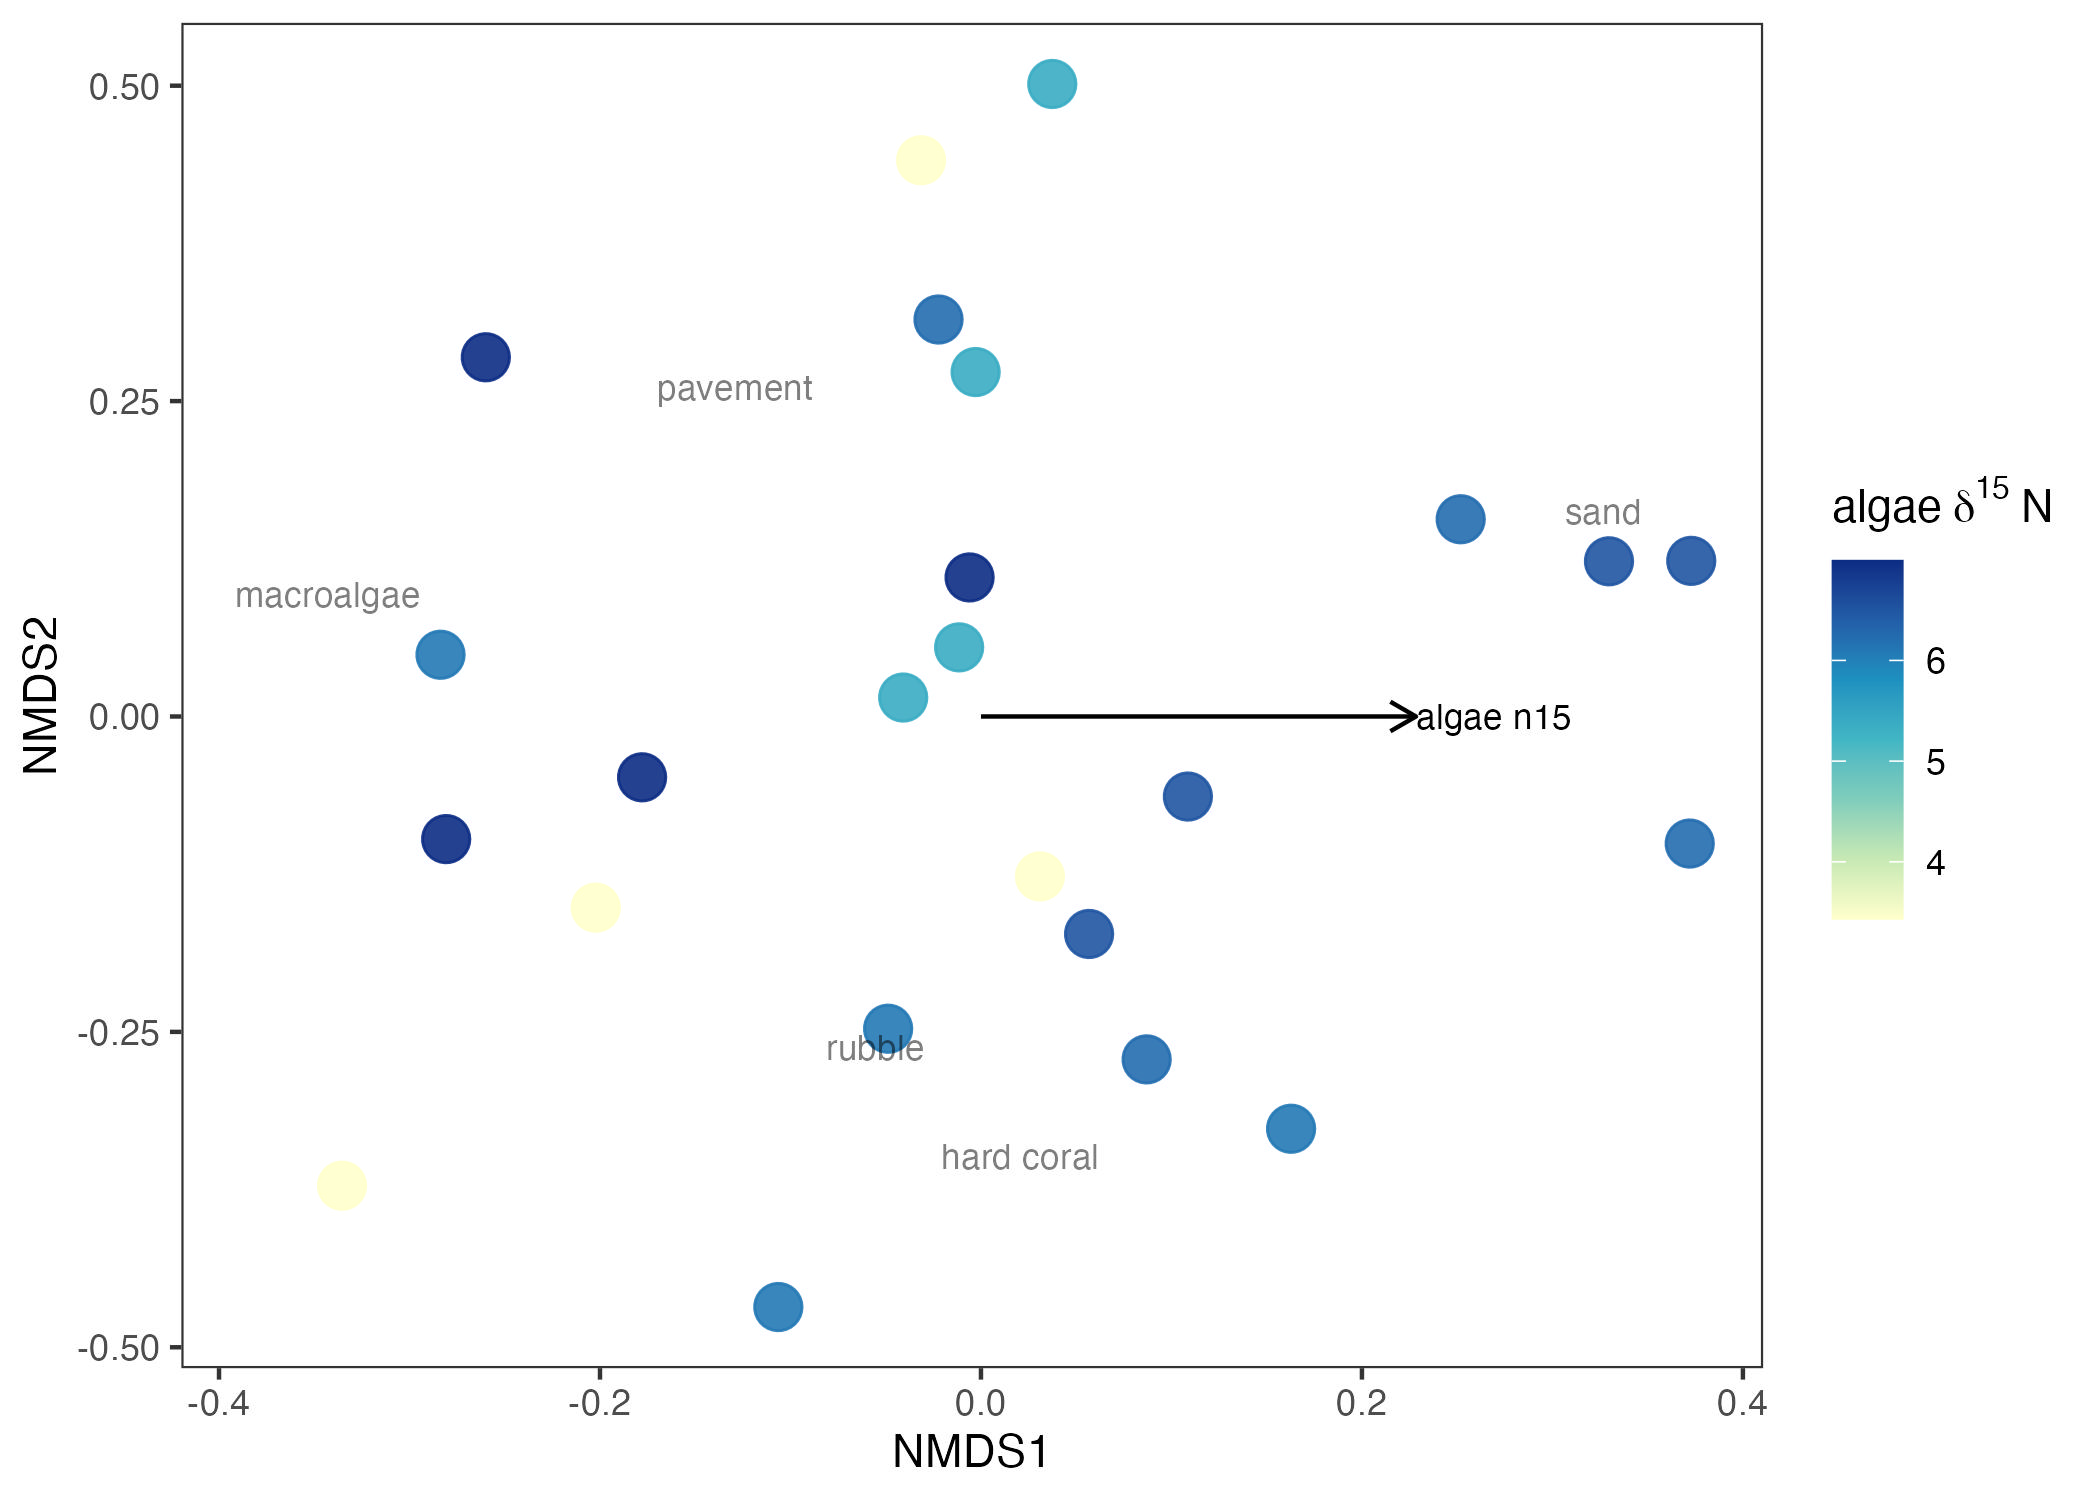 0.50
0.25
0.00
-0.25
-0.50
NMDS2
pavement
sand
macroalgae
algae n15
rubble
hard coral
-0.4 -0.2 0.0 0.2 0.4
NMDS1
algae δ15 N
6
5
4